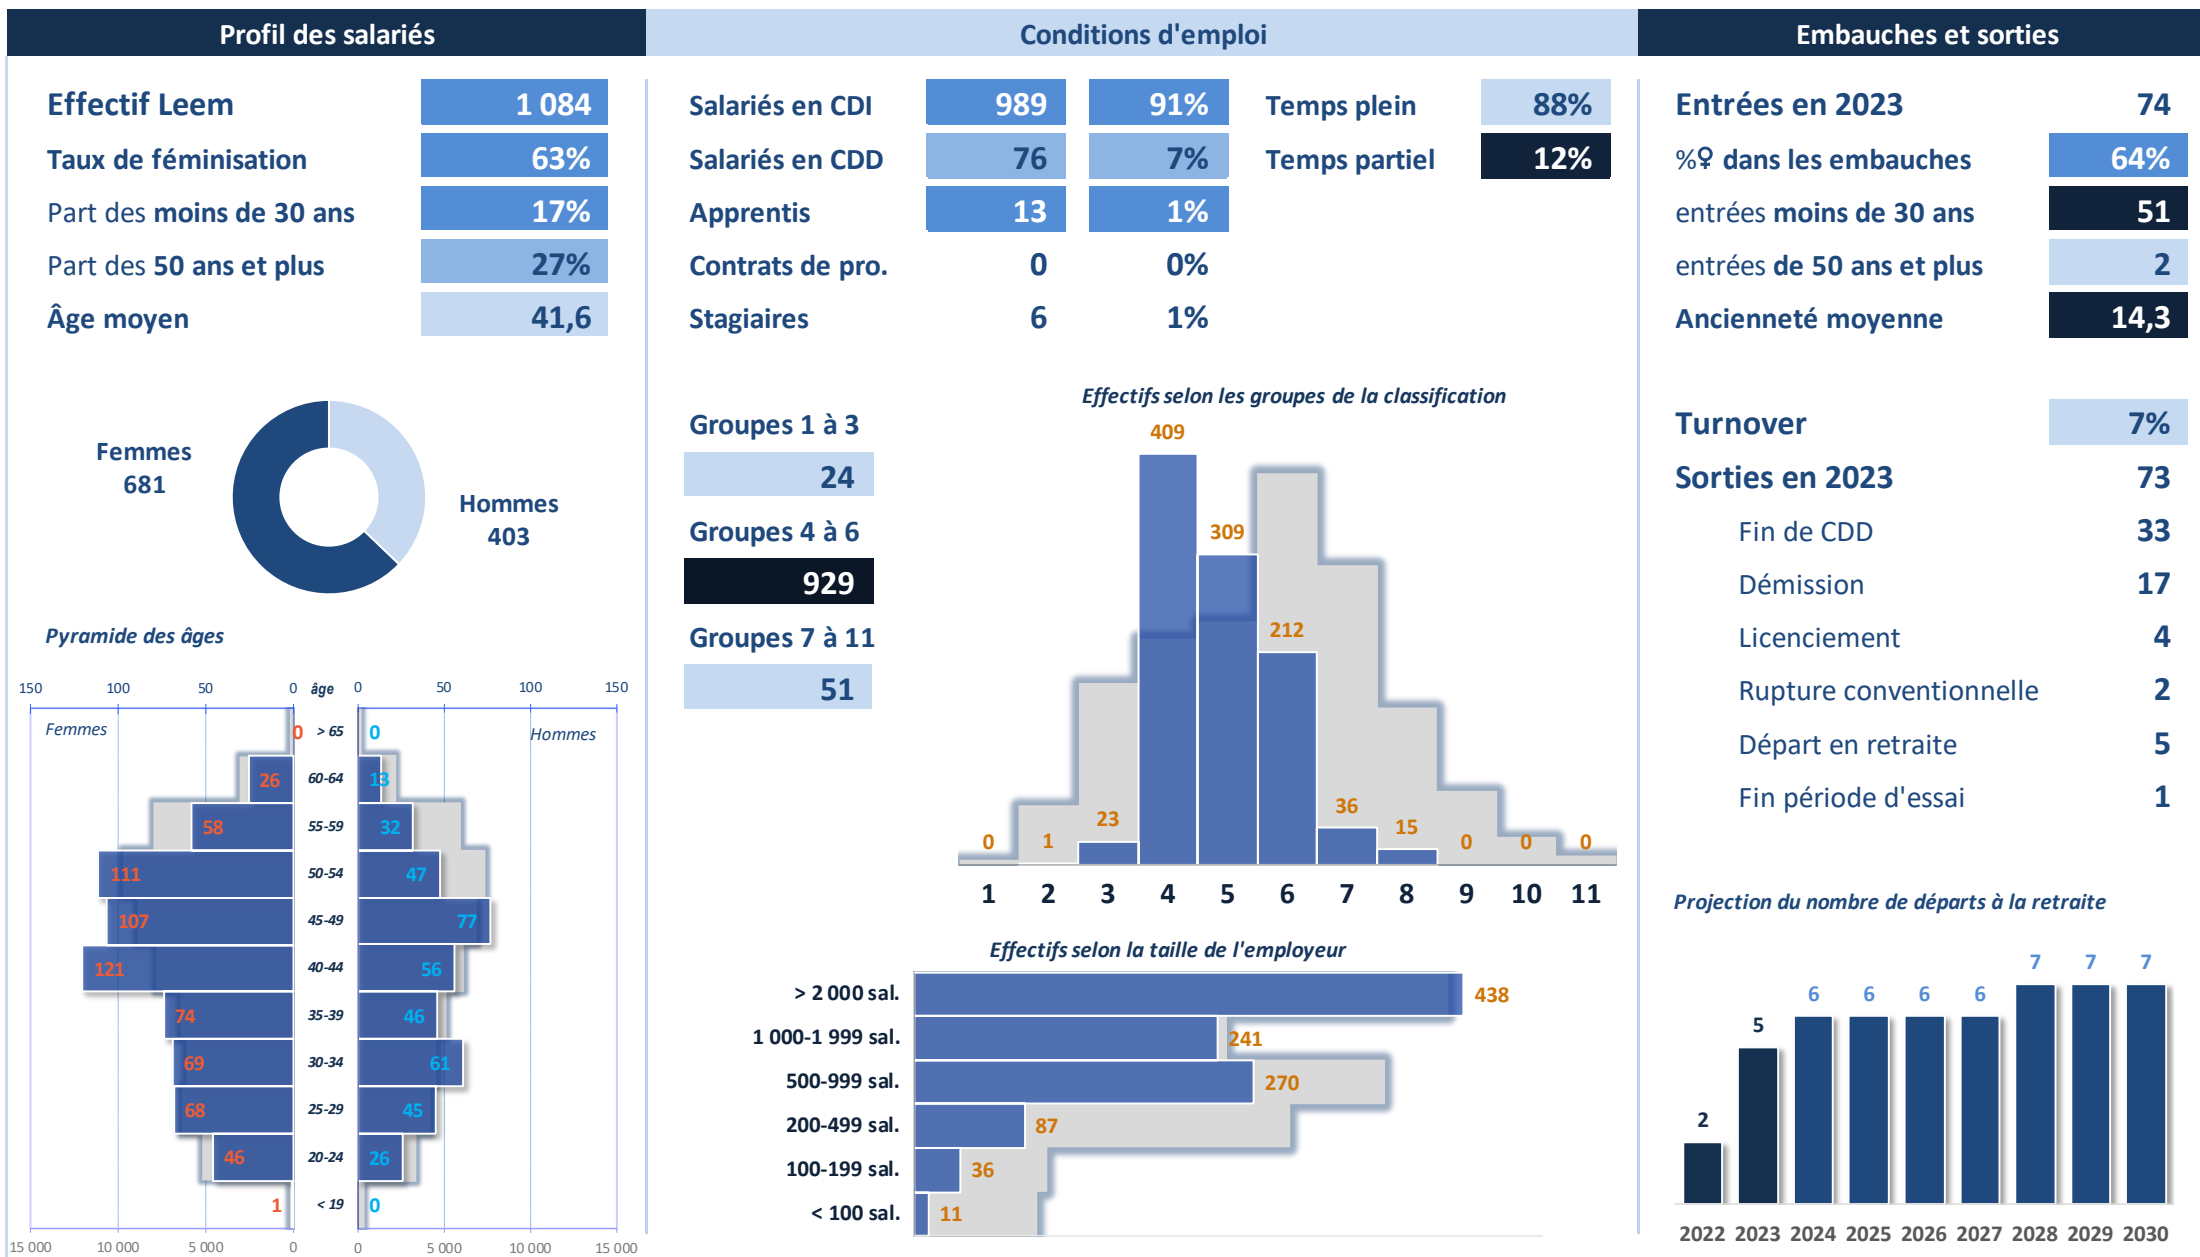 Profil des salariés
Effectif Leem 1 084
Taux de féminisation 63%
Part des moins de 30 ans 17%
Part des 50 ans et plus 27%
Âge moyen 41,6
Femmes
681
Hommes
403
Pyramide des âges
150 100 50 0 âge 0 50 100 150
Femmes Hommes
0 > 65 0
26 60-64 13
58 55-59 32
111 50-54 47
107 45-49 77
121 40-44 56
74 35-39 46
69 30-34 61
68 25-29 45
46 20-24 26
1 < 19 0
15 000 10 000 5 000 0 0 5 000 10 000 15 000
Conditions d'emploi
Salariés en CDI 989 91%
Salariés en CDD 76 7%
Apprentis 13 1%
Contrats de pro. 0 0%
Stagiaires 6 1%
Temps plein 88%
Temps partiel 12%
Groupes 1 à 3
24
Groupes 4 à 6
929
Groupes 7 à 11
51
Effectifs selon les groupes de la classification
0 1 23 409 309 212 36 15 0 0 0
1 2 3 4 5 6 7 8 9 10 11
Effectifs selon la taille de l'employeur
> 2 000 sal. 438
1 000-1 999 sal. 241
500-999 sal. 270
200-499 sal. 87
100-199 sal. 36
< 100 sal. 11
Embauches et sorties
Entrées en 2023 74
%♀ dans les embauches 64%
entrées moins de 30 ans 51
entrées de 50 ans et plus 2
Ancienneté moyenne 14,3
Turnover 7%
Sorties en 2023 73
Fin de CDD 33
Démission 17
Licenciement 4
Rupture conventionnelle 2
Départ en retraite 5
Fin période d'essai 1
Projection du nombre de départs à la retraite
2 5 6 6 6 6 7 7 7
2022 2023 2024 2025 2026 2027 2028 2029 2030